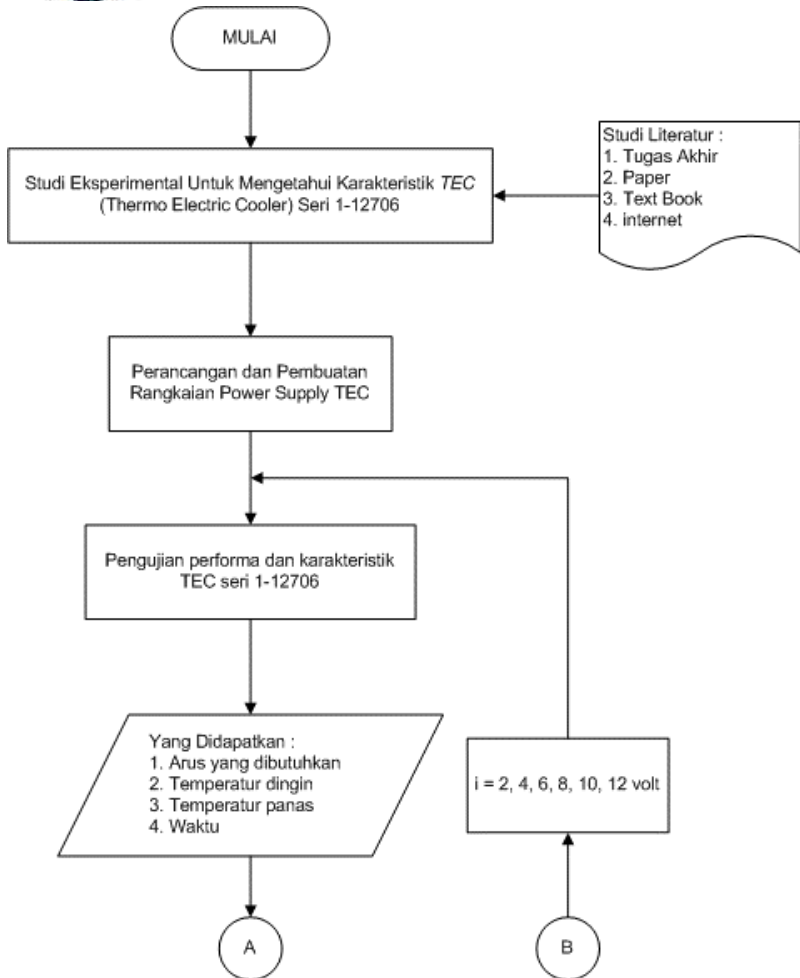 MULAI
Studi Eksperimental Untuk Mengetahui Karakteristik TEC
(Thermo Electric Cooler) Seri 1-12706
Studi Literatur :
1. Tugas Akhir
2. Paper
3. Text Book
4. internet
Perancangan dan Pembuatan
Rangkaian Power Supply TEC
Pengujian performa dan karakteristik
TEC seri 1-12706
Yang Didapatkan :
1. Arus yang dibutuhkan
2. Temperatur dingin
3. Temperatur panas
4. Waktu
i = 2, 4, 6, 8, 10, 12 volt
A
B